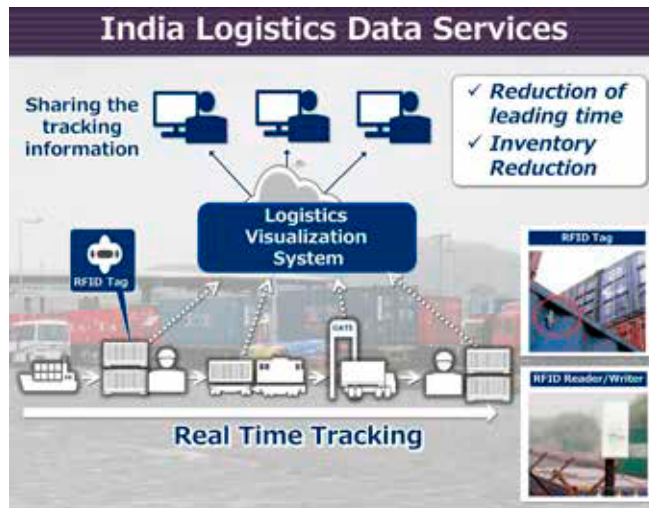 India Logistics Data Services
Sharing the
tracking
information
✓ Reduction of
leading time
✓ Inventory
Reduction
Logistics
Visualization
System
RFID Tag
RFID Tag
GATE
RFID Reader/Writer
Real Time Tracking